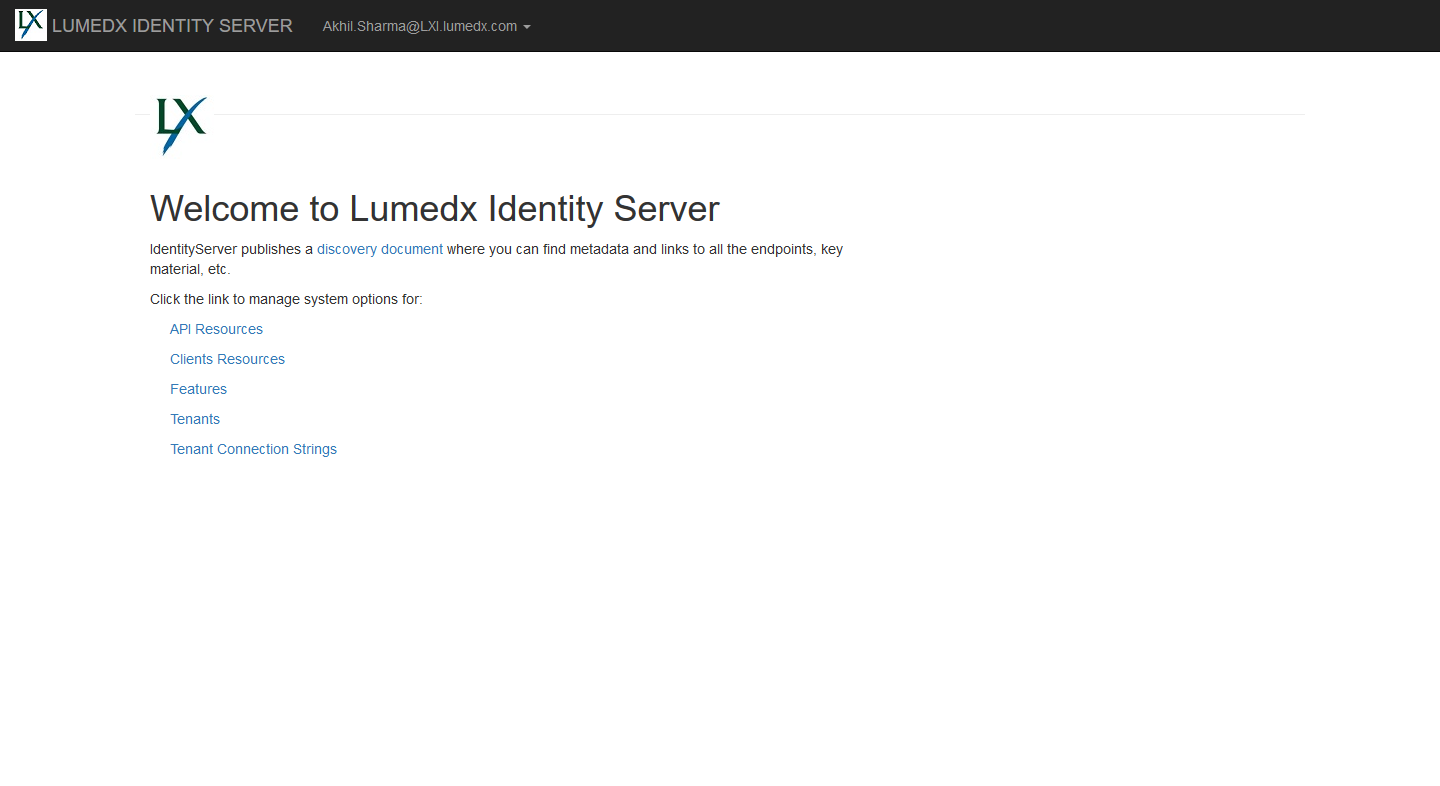 LX LUMEDX IDENTITY SERVER Akhil.Sharma@LXI.lumedx.com
LX
Welcome to Lumedx Identity Server
IdentityServer publishes a discovery document where you can find metadata and links to all the endpoints, key
material, etc.
Click the link to manage system options for:
API Resources
Clients Resources
Features
Tenants
Tenant Connection Strings